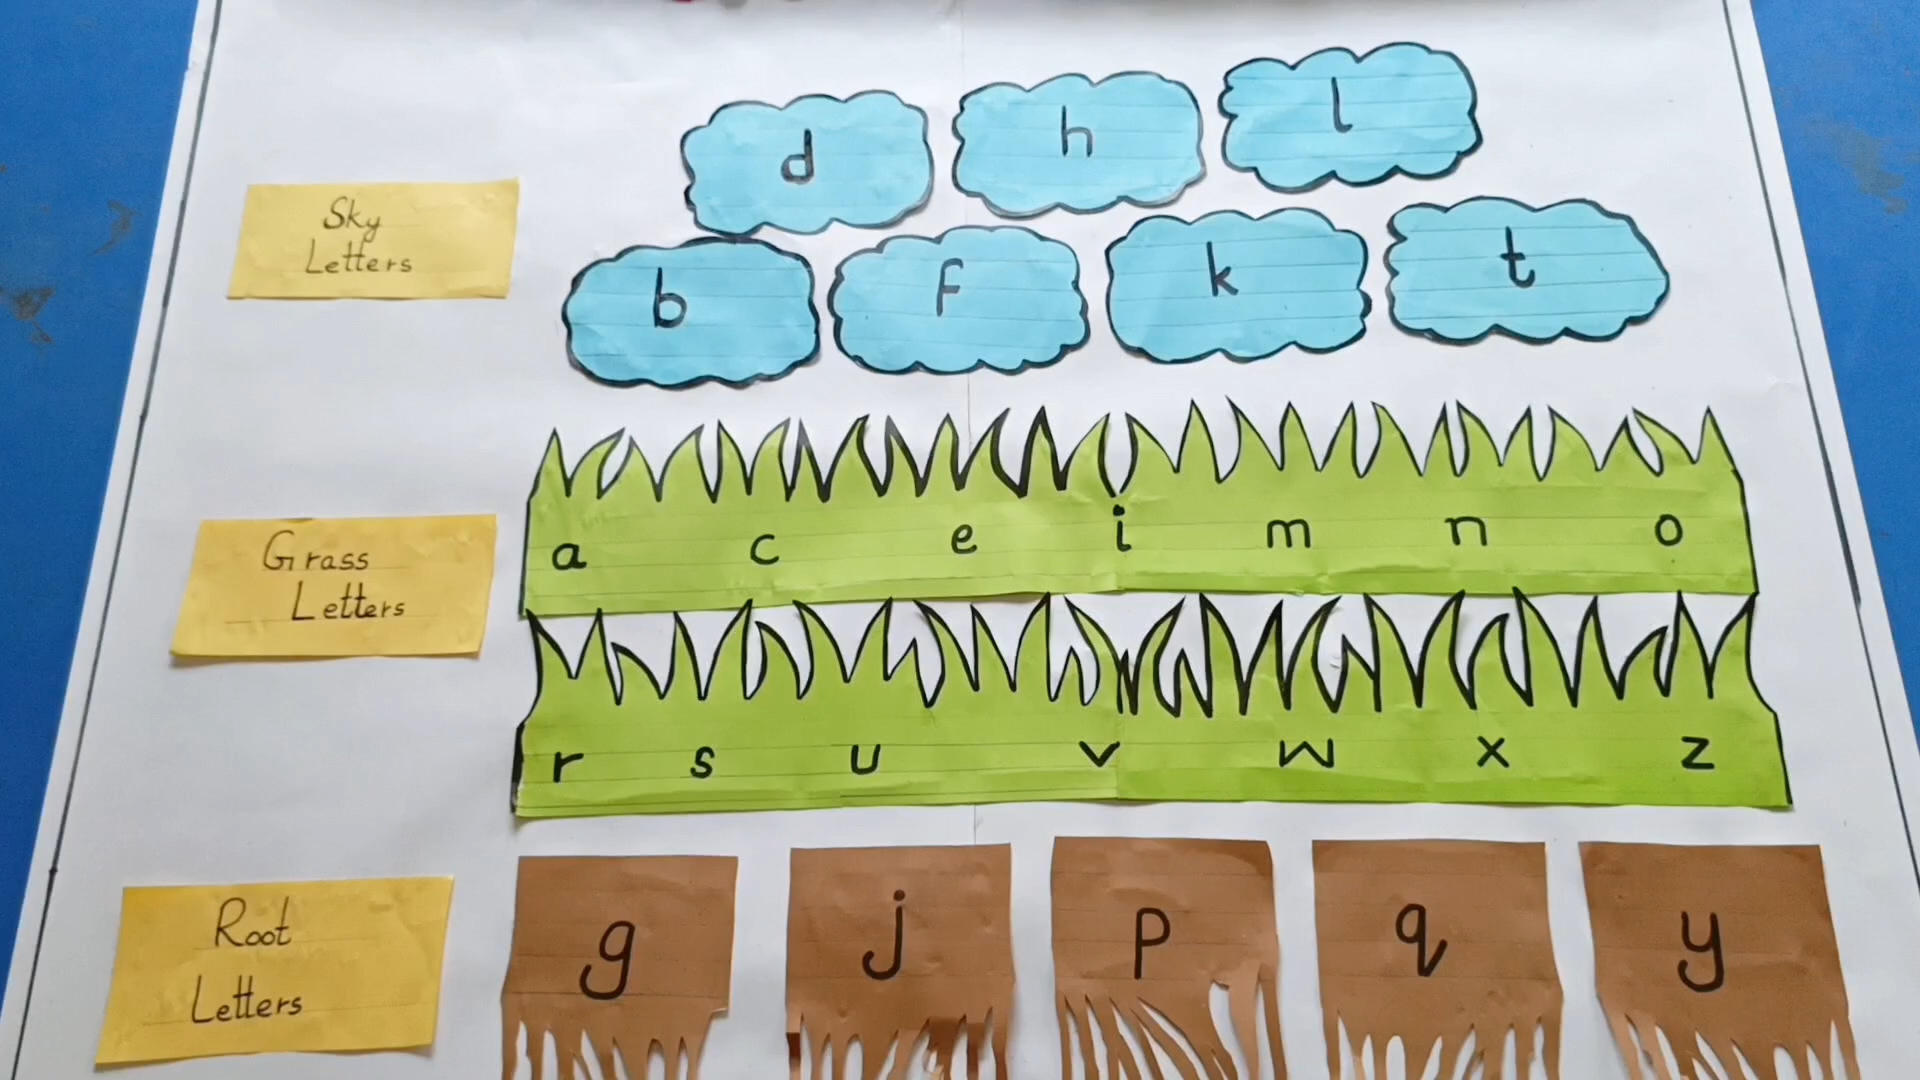 Sky
Letters
d h l
b f k t
Grass
Letters
a c e i m n o
r s u v w x z
Root
Letters
g j p q y